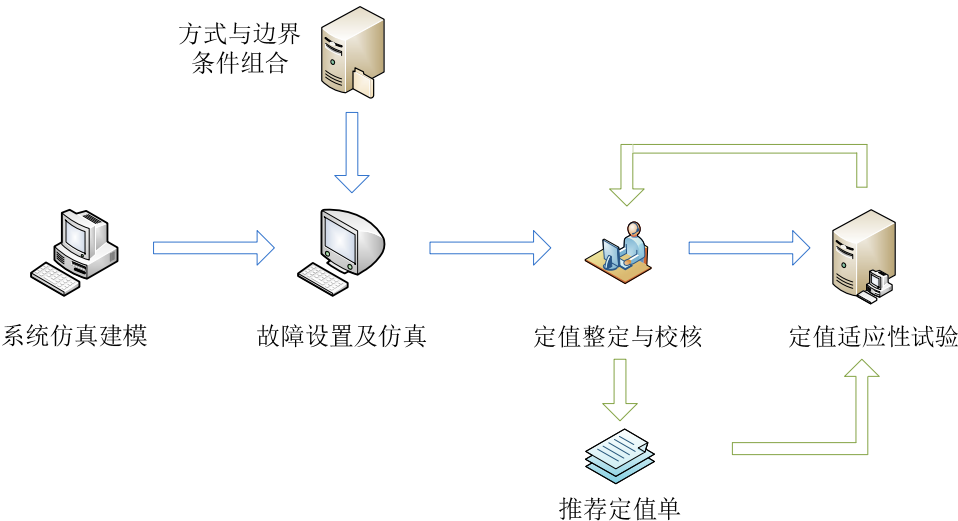 方式与边界
条件组合
系统仿真建模
故障设置及仿真
定值整定与校核
定值适应性试验
推荐定值单